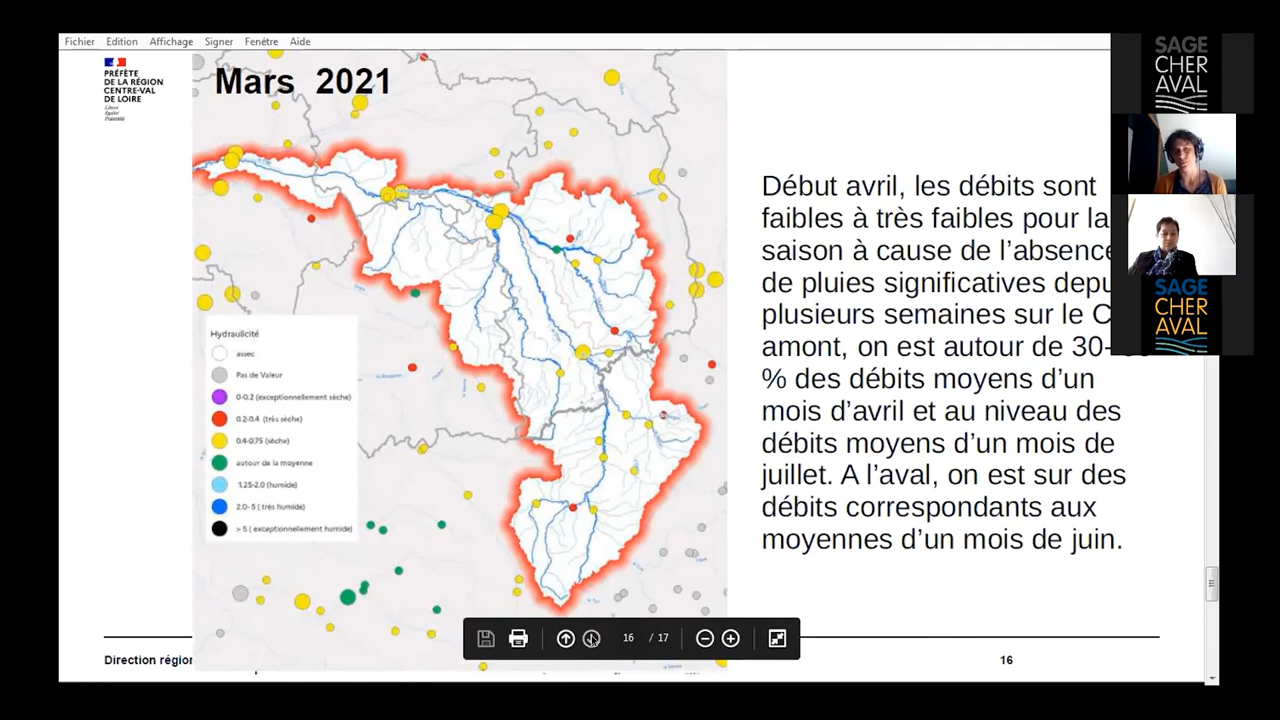 Fichier Edition Affichage Signer Fenêtre Aide
PRÉFÈTE
DE LA RÉGION
CENTRE-VAL
DE LOIRE
Liberté
Égalité
Fraternité
Mars 2021
Hydraulicité
assec
Pas de Valeur
0-0.2 (exceptionnellement sèche)
0.2-0.4 (très sèche)
0.4-0.75 (sèche)
autour de la moyenne
1.25-2.0 (humide)
2.0-5 (très humide)
> 5 (exceptionnellement humide)
Début avril, les débits sont
faibles à très faibles pour la
saison à cause de l'absence
de pluies significatives depu
plusieurs semaines sur le C
amont, on est autour de 30-
% des débits moyens d'un
mois d'avril et au niveau des
débits moyens d'un mois de
juillet. A l'aval, on est sur des
débits correspondants aux
moyennes d'un mois de juin.
SAGE
CHER
AVAL
SAGE
CHER
AVAL
16 / 17
Direction région
16